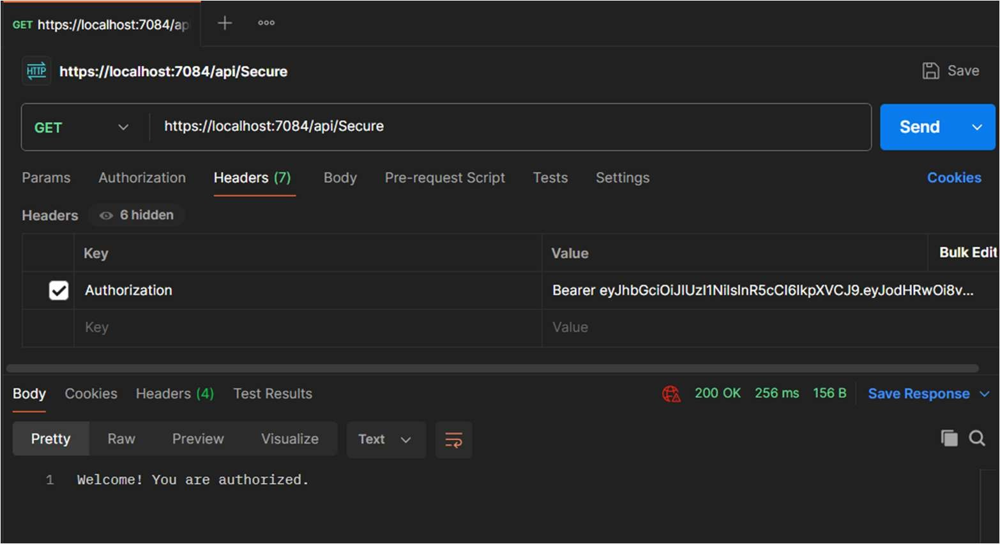 GET https://localhost:7084/api
HTTP https://localhost:7084/api/Secure Save
GET https://localhost:7084/api/Secure Send
Params Authorization Headers (7) Body Pre-request Script Tests Settings Cookies
Headers 6 hidden
Key Value Bulk Edit
Authorization Bearer eyJhbGciOiJIUzI1NiIsInR5cCI6IkpXVCJ9.eyJodHRwOi8v...
Key Value
Body Cookies Headers (4) Test Results 200 OK 256 ms 156 B Save Response
Pretty Raw Preview Visualize Text
1 Welcome! You are authorized.